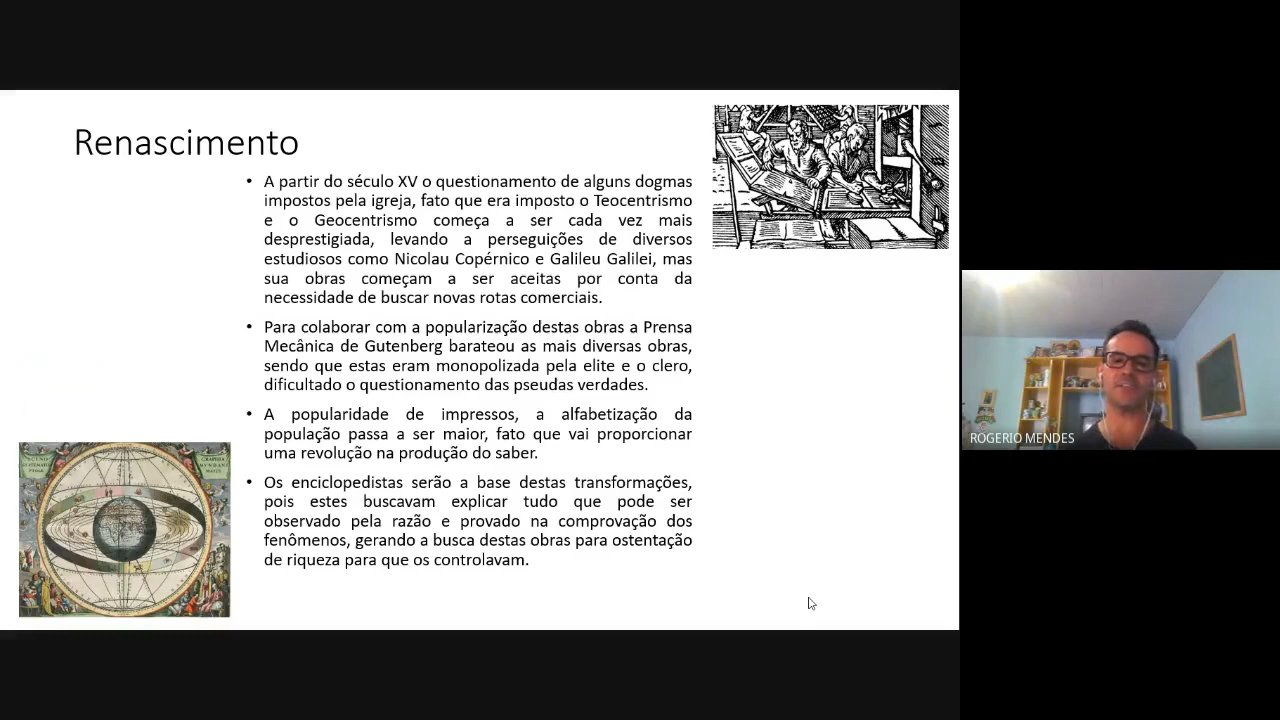 Renascimento
• A partir do século XV o questionamento de alguns dogmas
impostos pela igreja, fato que era imposto o Teocentrismo
e o Geocentrismo começa a ser cada vez mais
desprestigiada, levando a perseguições de diversos
estudiosos como Nicolau Copérnico e Galileu Galilei, mas
sua obras começam a ser aceitas por conta da
necessidade de buscar novas rotas comerciais.
• Para colaborar com a popularização destas obras a Prensa
Mecânica de Gutenberg barateou as mais diversas obras,
sendo que estas eram monopolizada pela elite e o clero,
dificultado o questionamento das pseudas verdades.
• A popularidade de impressos, a alfabetização da
população passa a ser maior, fato que vai proporcionar
uma revolução na produção do saber.
• Os enciclopedistas serão a base destas transformações,
pois estes buscavam explicar tudo que pode ser
observado pela razão e provado na comprovação dos
fenômenos, gerando a busca destas obras para ostentação
de riqueza para que os controlavam.
ROGERIO MENDES